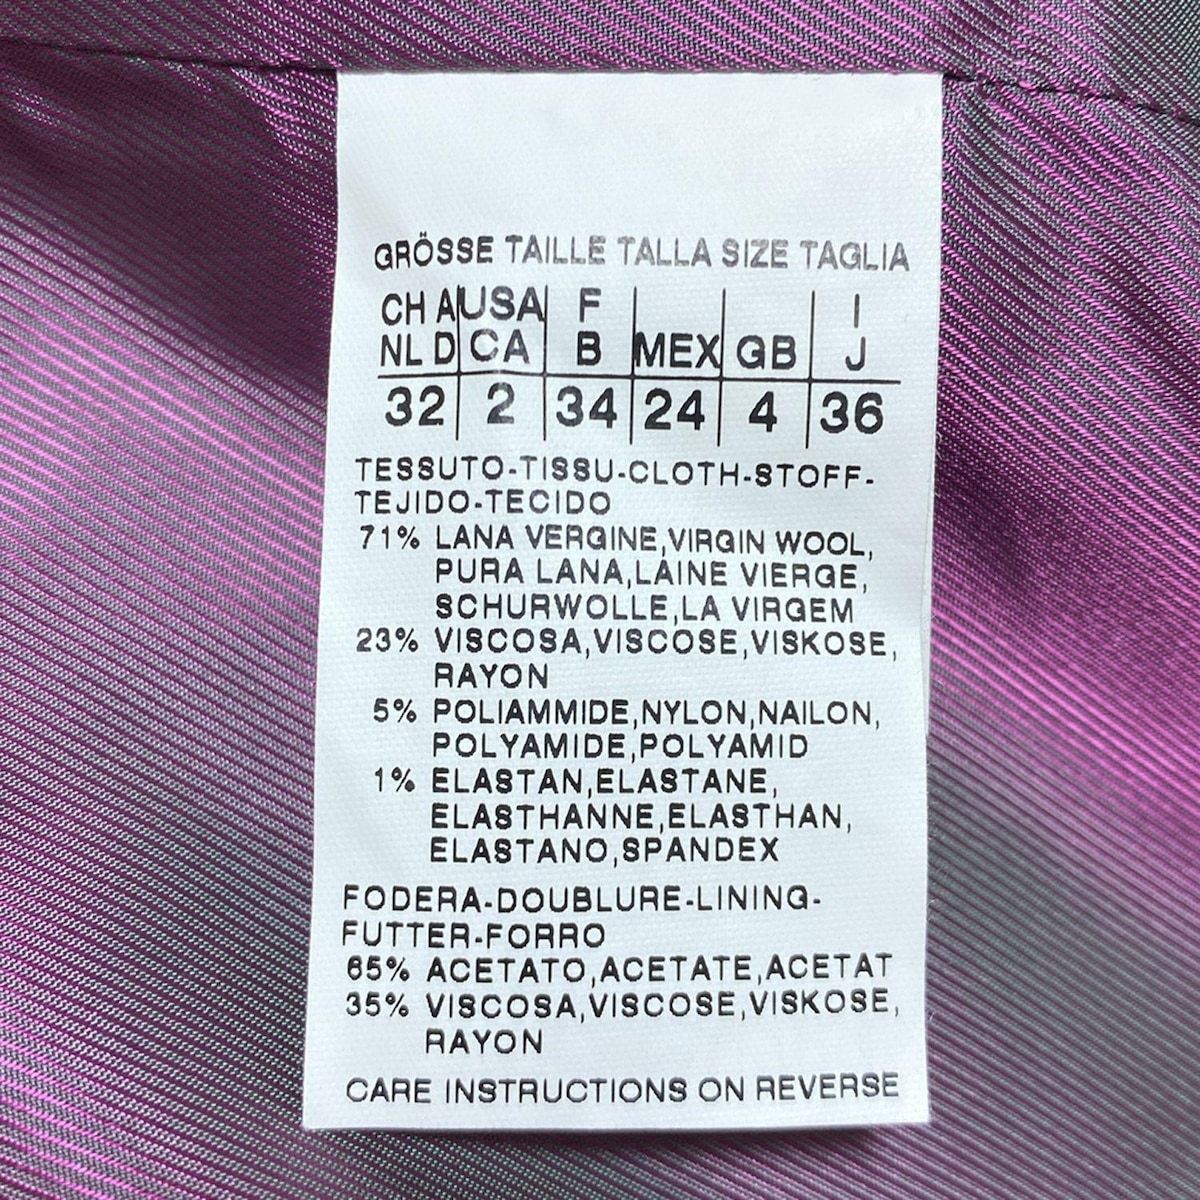 GRÖSSE TAILLE TALLA SIZE TAGLIA
CH A USA F I
NL D CA B MEX GB J
32 2 34 24 4 36
TESSUTO-TISSU-CLOTH-STOFF-
TEJIDO-TECIDO
71% LANA VERGINE,VIRGIN WOOL,
PURA LANA,LAINE VIERGE,
SCHURWOLLE,LA VIRGEM
23% VISCOSA,VISCOSE,VISKOSE,
RAYON
5% POLIAMMIDE,NYLON,NAILON,
POLYAMIDE,POLYAMID
1% ELASTAN,ELASTANE,
ELASTHANNE,ELASTHAN,
ELASTANO,SPANDEX
FODERA-DOUBLURE-LINING-
FUTTER-FORRO
65% ACETATO,ACETATE,ACETAT
35% VISCOSA,VISCOSE,VISKOSE,
RAYON
CARE INSTRUCTIONS ON REVERSE